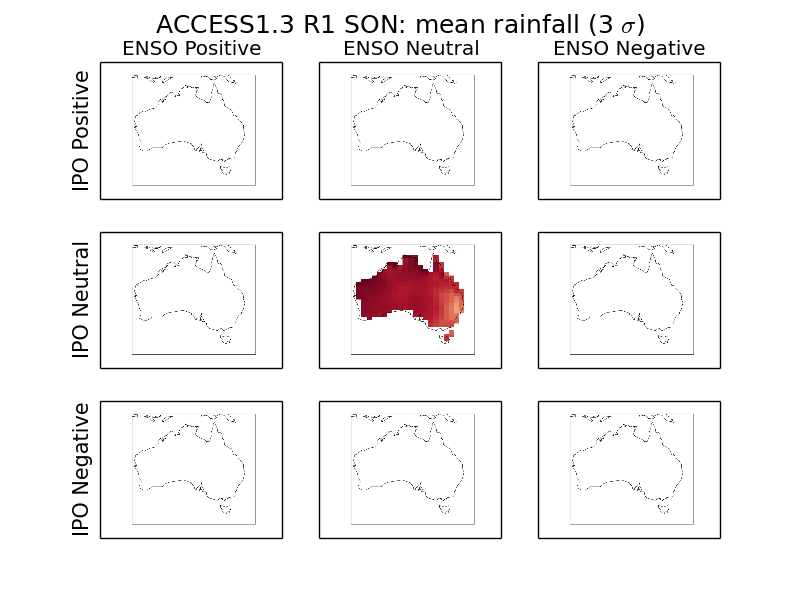 ACCESS1.3 R1 SON: mean rainfall (3 σ)
ENSO Positive
ENSO Neutral
ENSO Negative
IPO Positive
IPO Neutral
IPO Negative